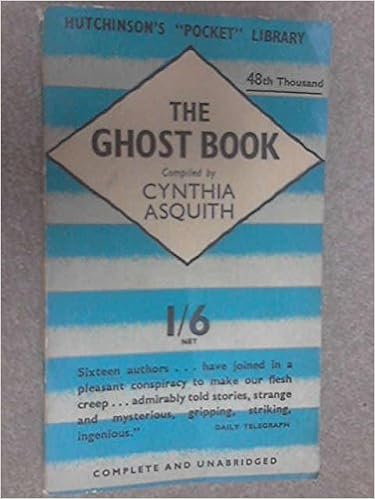 HUTCHINSON'S "POCKET" LIBRARY
48th Thousand
THE
GHOST BOOK
Compiled by
CYNTHIA
ASQUITH
1/6
NET
Sixteen authors . . . have joined in a
pleasant conspiracy to make our flesh
creep . . . admirably told stories, strange
and mysterious, gripping, striking,
ingenious." DAILY TELEGRAPH
COMPLETE AND UNABRIDGED